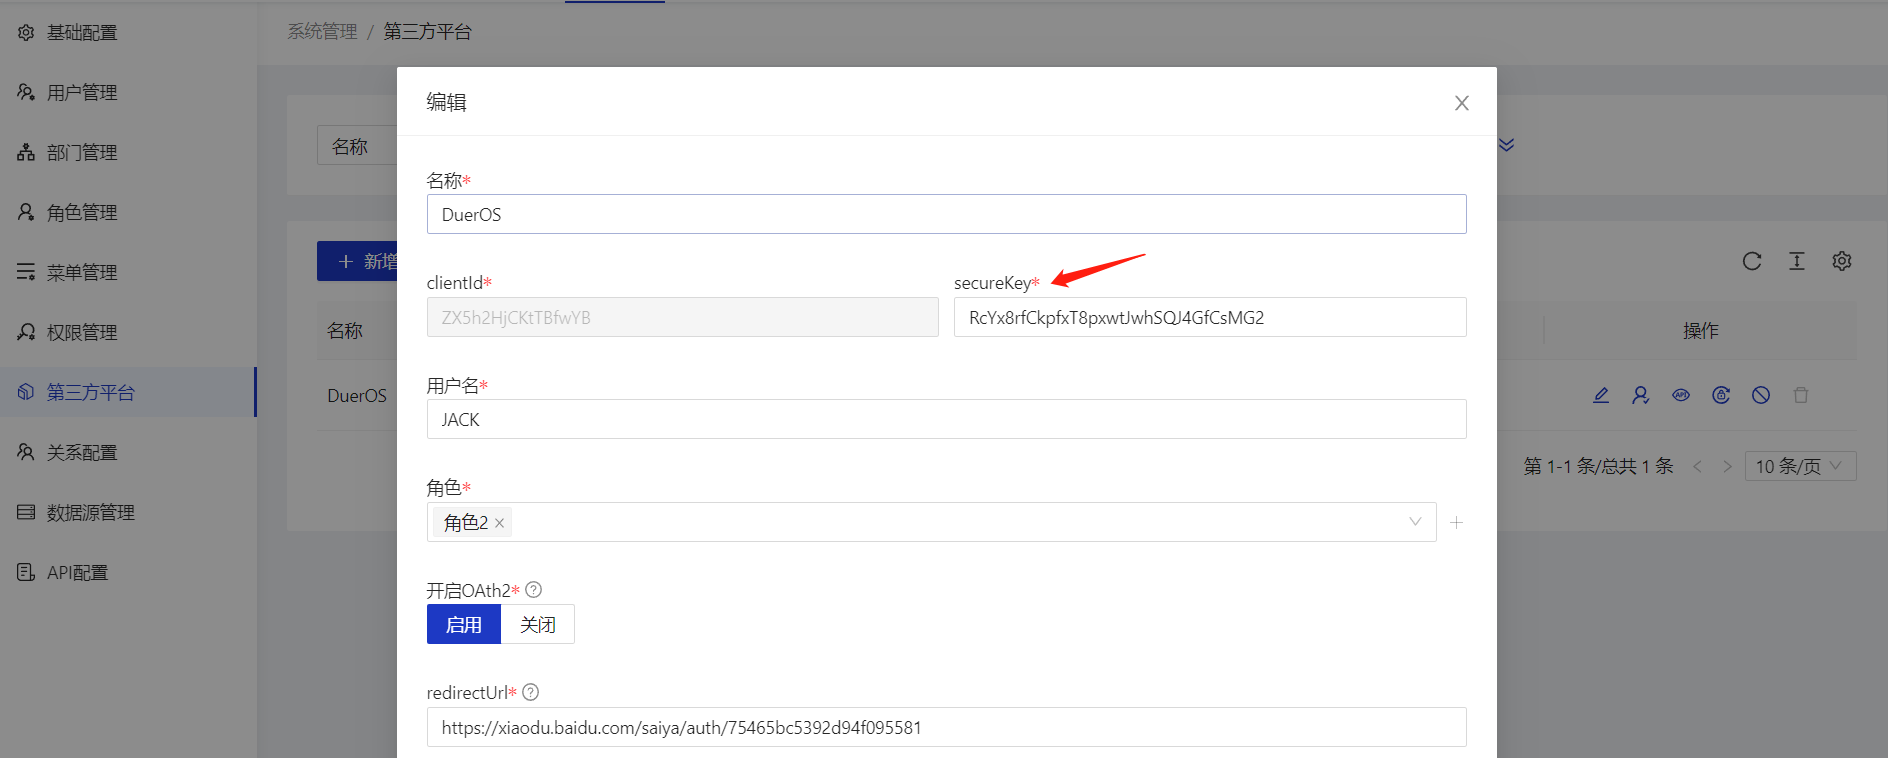 基础配置
用户管理
部门管理
角色管理
菜单管理
权限管理
第三方平台
关系配置
数据源管理
API配置
系统管理 / 第三方平台
名称
新增
名称
操作
DuerOS
第 1-1 条/总共 1 条
10 条/页
编辑
名称*
DuerOS
clientId*
secureKey*
ZX5h2HjCKtTBfwYB
RcYx8rfCkpfxT8pxwtJwhSQJ4GfCsMG2
用户名*
JACK
角色*
角色2
开启OAth2*
启用
关闭
redirectUrl*
https://xiaodu.baidu.com/saiya/auth/75465bc5392d94f095581